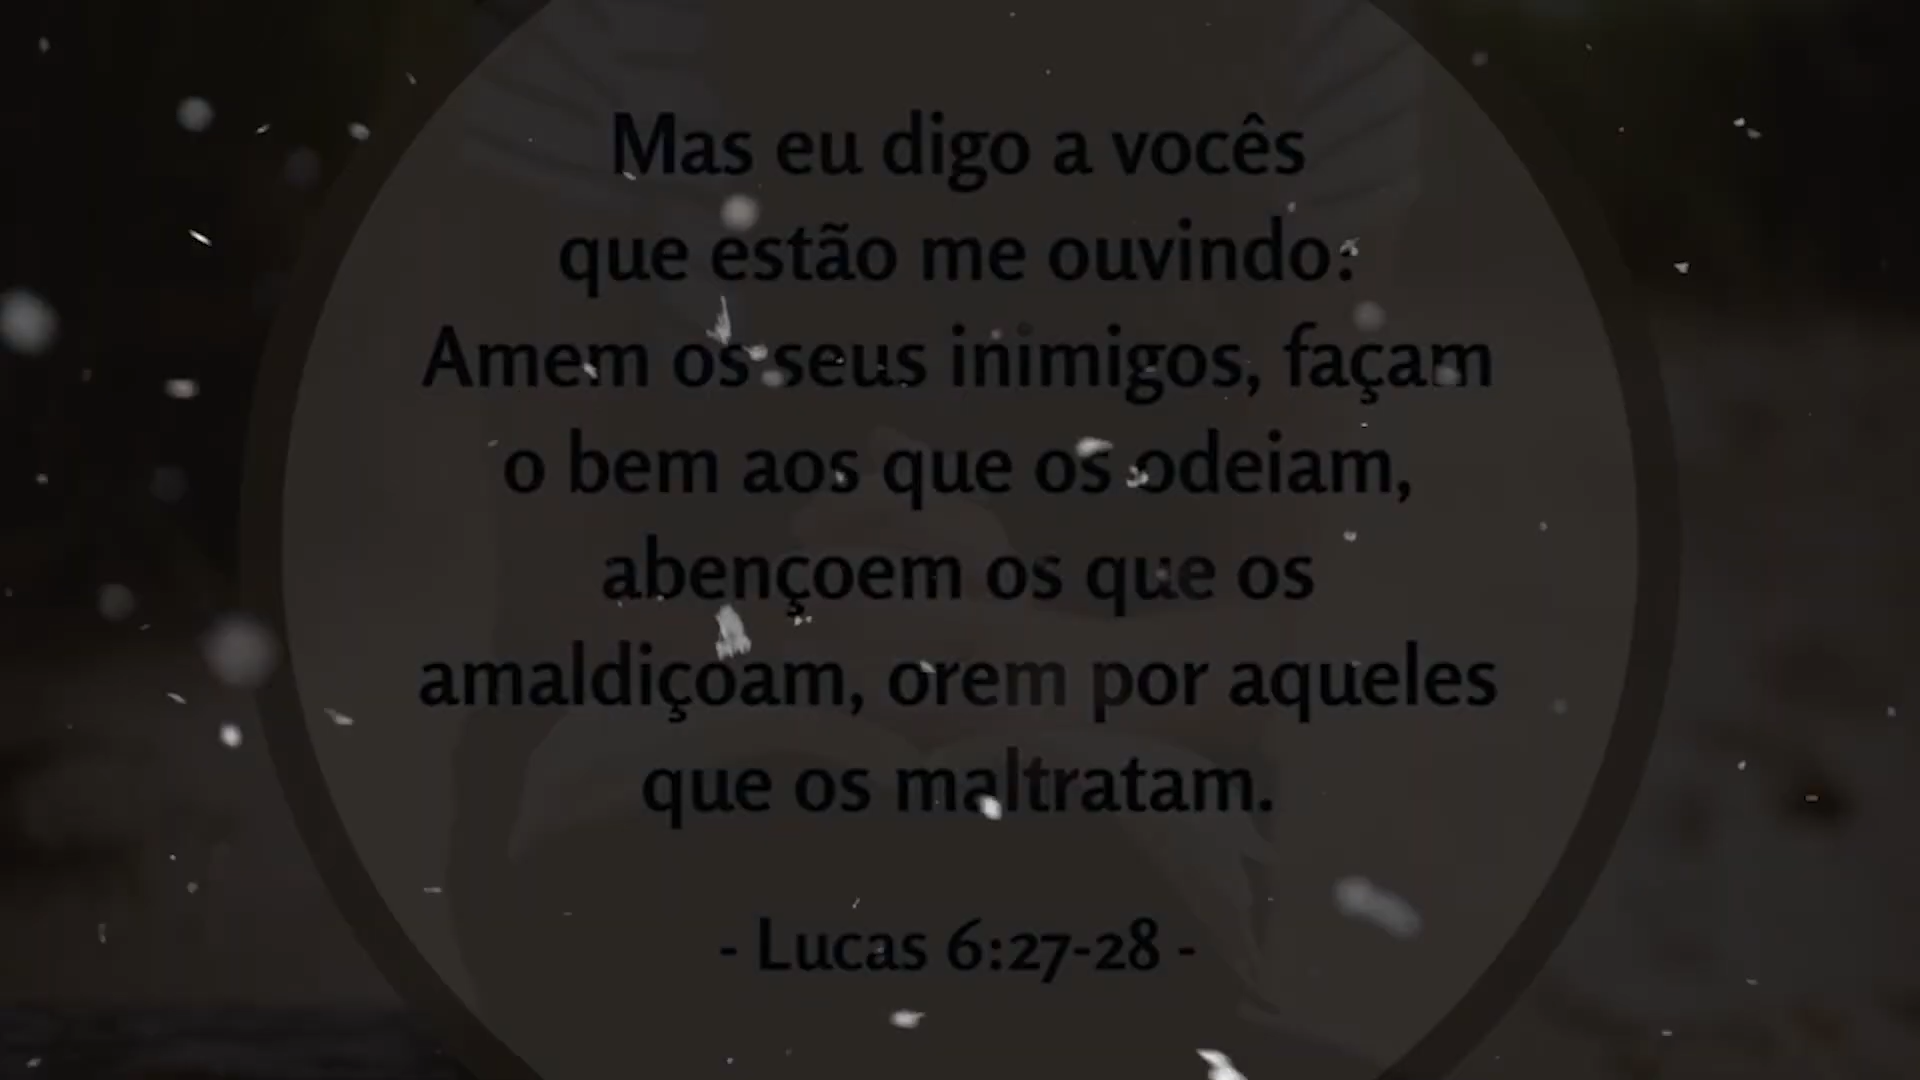 Mas eu digo a vocês
que estão me ouvindo:
Amem os seus inimigos, façam
o bem aos que os odeiam,
abençoem os que os
amaldiçoam, orem por aqueles
que os maltratam.
- Lucas 6:27-28 -